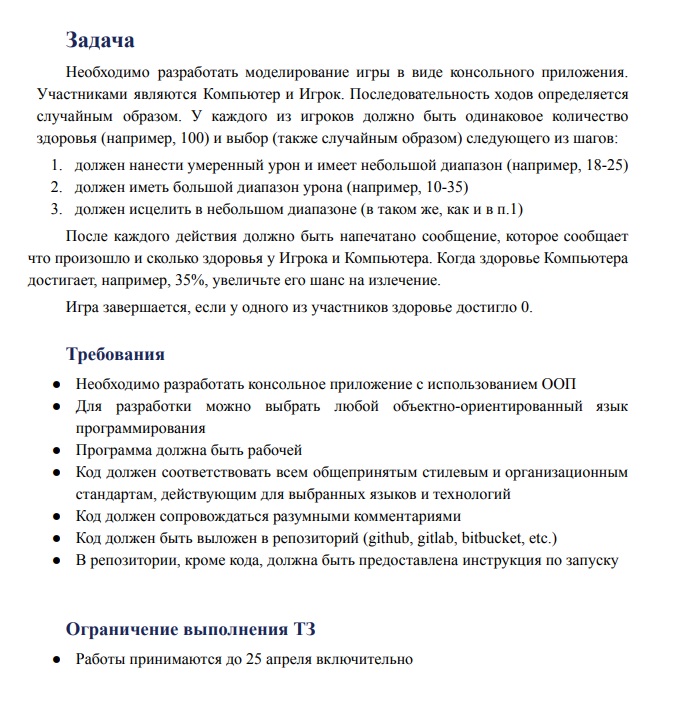 Задача
Необходимо разработать моделирование игры в виде консольного приложения.
Участниками являются Компьютер и Игрок. Последовательность ходов определяется
случайным образом. У каждого из игроков должно быть одинаковое количество
здоровья (например, 100) и выбор (также случайным образом) следующего из шагов:
1. должен нанести умеренный урон и имеет небольшой диапазон (например, 18-25)
2. должен иметь большой диапазон урона (например, 10-35)
3. должен исцелить в небольшом диапазоне (в таком же, как и в п.1)
После каждого действия должно быть напечатано сообщение, которое сообщает
что произошло и сколько здоровья у Игрока и Компьютера. Когда здоровье Компьютера
достигает, например, 35%, увеличьте его шанс на излечение.
Игра завершается, если у одного из участников здоровье достигло 0.
Требования
● Необходимо разработать консольное приложение с использованием ООП
● Для разработки можно выбрать любой объектно-ориентированный язык
программирования
● Программа должна быть рабочей
● Код должен соответствовать всем общепринятым стилевым и организационным
стандартам, действующим для выбранных языков и технологий
● Код должен сопровождаться разумными комментариями
● Код должен быть выложен в репозиторий (github, gitlab, bitbucket, etc.)
● В репозитории, кроме кода, должна быть предоставлена инструкция по запуску
Ограничение выполнения ТЗ
● Работы принимаются до 25 апреля включительно